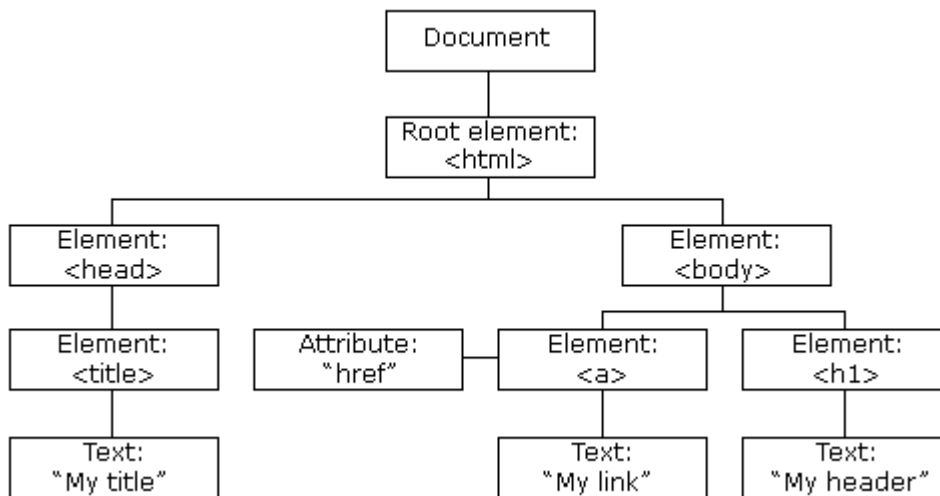 Document
Root element:
<html>
Element:
<head>
Element:
<body>
Element:
<title>
Attribute:
“href”
Element:
<a>
Element:
<h1>
Text:
“My title”
Text:
“My link”
Text:
“My header”